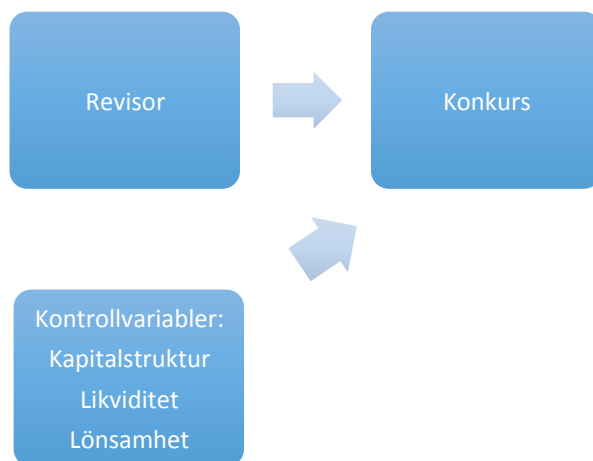 Revisor
Konkurs
Kontrollvariabler:
Kapitalstruktur
Likviditet
Lönsamhet